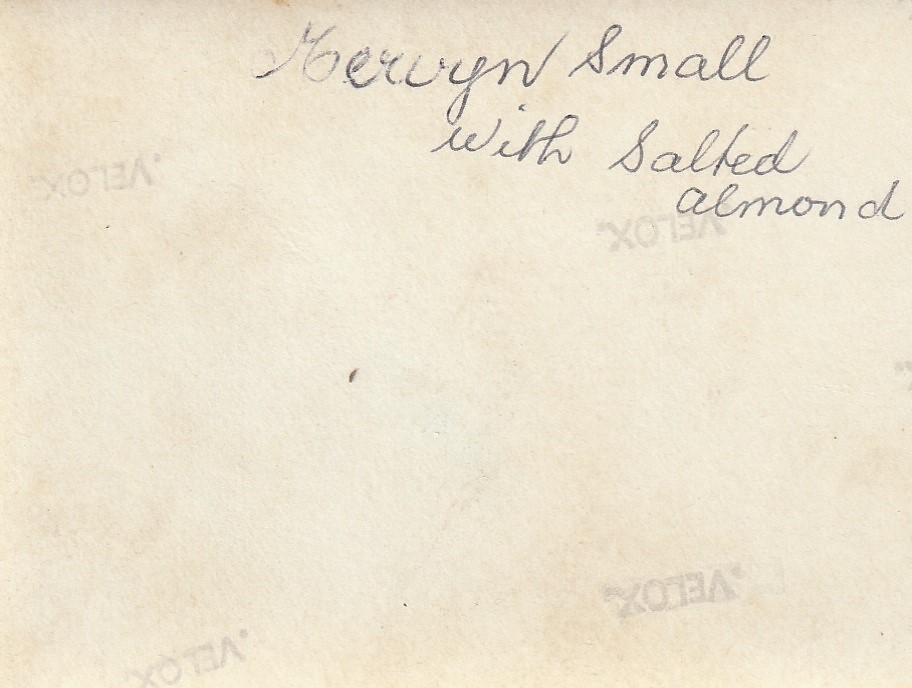 Mervyn Small
with Salted
almond
VELOX
VELOX
VELOX
VELOX